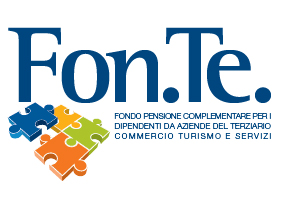 Fon.Te.
FONDO PENSIONE COMPLEMENTARE PER I
DIPENDENTI DA AZIENDE DEL TERZIARIO
COMMERCIO TURISMO E SERVIZI